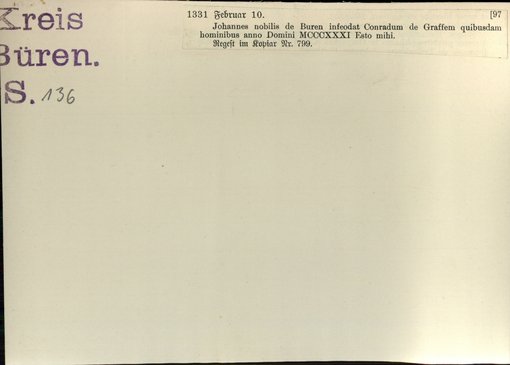 Kreis
Büren.
S. 136
1331 Februar 10. [97
Johannes nobilis de Buren infeodat Conradum de Graffem quibusdam
hominibus anno Domini MCCCXXXI Esto mihi.
Regest im Kopiar Nr. 799.